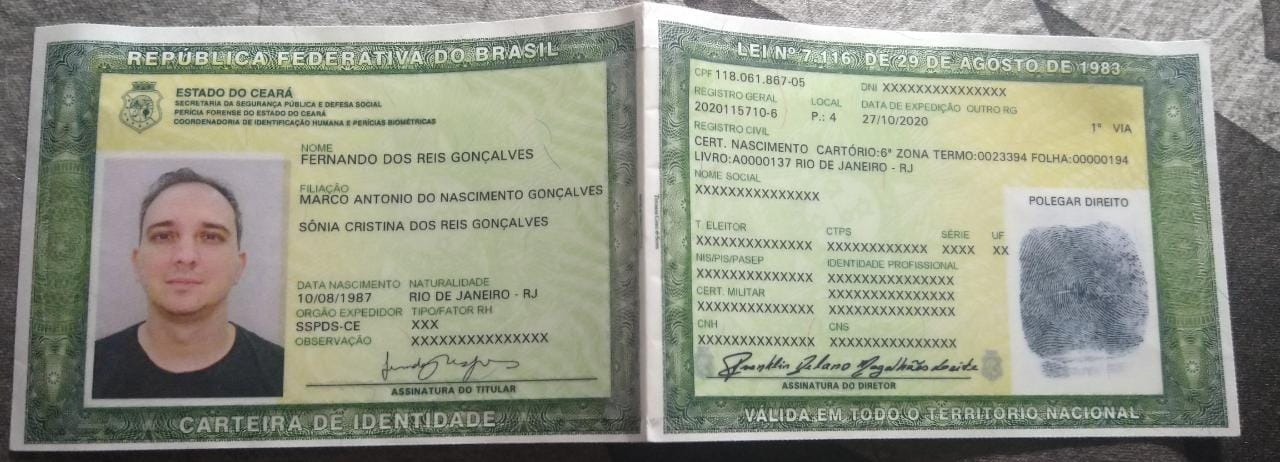 REPÚBLICA FEDERATIVA DO BRASIL
ESTADO DO CEARÁ
SECRETARIA DA SEGURANÇA PÚBLICA E DEFESA SOCIAL
PERÍCIA FORENSE DO ESTADO DO CEARÁ
COORDENADORIA DE IDENTIFICAÇÃO HUMANA E PERÍCIAS BIOMÉTRICAS
NOME
FERNANDO DOS REIS GONÇALVES
FILIAÇÃO
MARCO ANTONIO DO NASCIMENTO GONÇALVES
SÔNIA CRISTINA DOS REIS GONÇALVES
DATA NASCIMENTO NATURALIDADE
10/08/1987 RIO DE JANEIRO - RJ
ORGÃO EXPEDIDOR TIPO/FATOR RH
SSPDS-CE XXX
OBSERVAÇÃO XXXXXXXXXXXXXXX
ASSINATURA DO TITULAR
CARTEIRA DE IDENTIDADE
LEI Nº 7.116 DE 29 DE AGOSTO DE 1983
CPF 118.061.867-05 DNI XXXXXXXXXXXXXXX
REGISTRO GERAL LOCAL DATA DE EXPEDIÇÃO OUTRO RG
2020115710-6 P.: 4 27/10/2020
REGISTRO CIVIL 1ª VIA
CERT. NASCIMENTO CARTÓRIO:6ª ZONA TERMO:0023394 FOLHA:00000194
LIVRO:A0000137 RIO DE JANEIRO - RJ
NOME SOCIAL
XXXXXXXXXXXXXXX
POLEGAR DIREITO
T. ELEITOR CTPS SÉRIE UF
XXXXXXXXXXXXXX XXXXXXXXXXXXXXX XXXX XX
NIS/PIS/PASEP IDENTIDADE PROFISSIONAL
XXXXXXXXXXXXXX XXXXXXXXXXXXXXX
CERT. MILITAR XXXXXXXXXXXXXXX
XXXXXXXXXXXXXX XXXXXXXXXXXXXXX
CNH CNS
XXXXXXXXXXXXXX XXXXXXXXXXXXXXX
Franklin Delano Magalhães Leite
ASSINATURA DO DIRETOR
VÁLIDA EM TODO O TERRITÓRIO NACIONAL